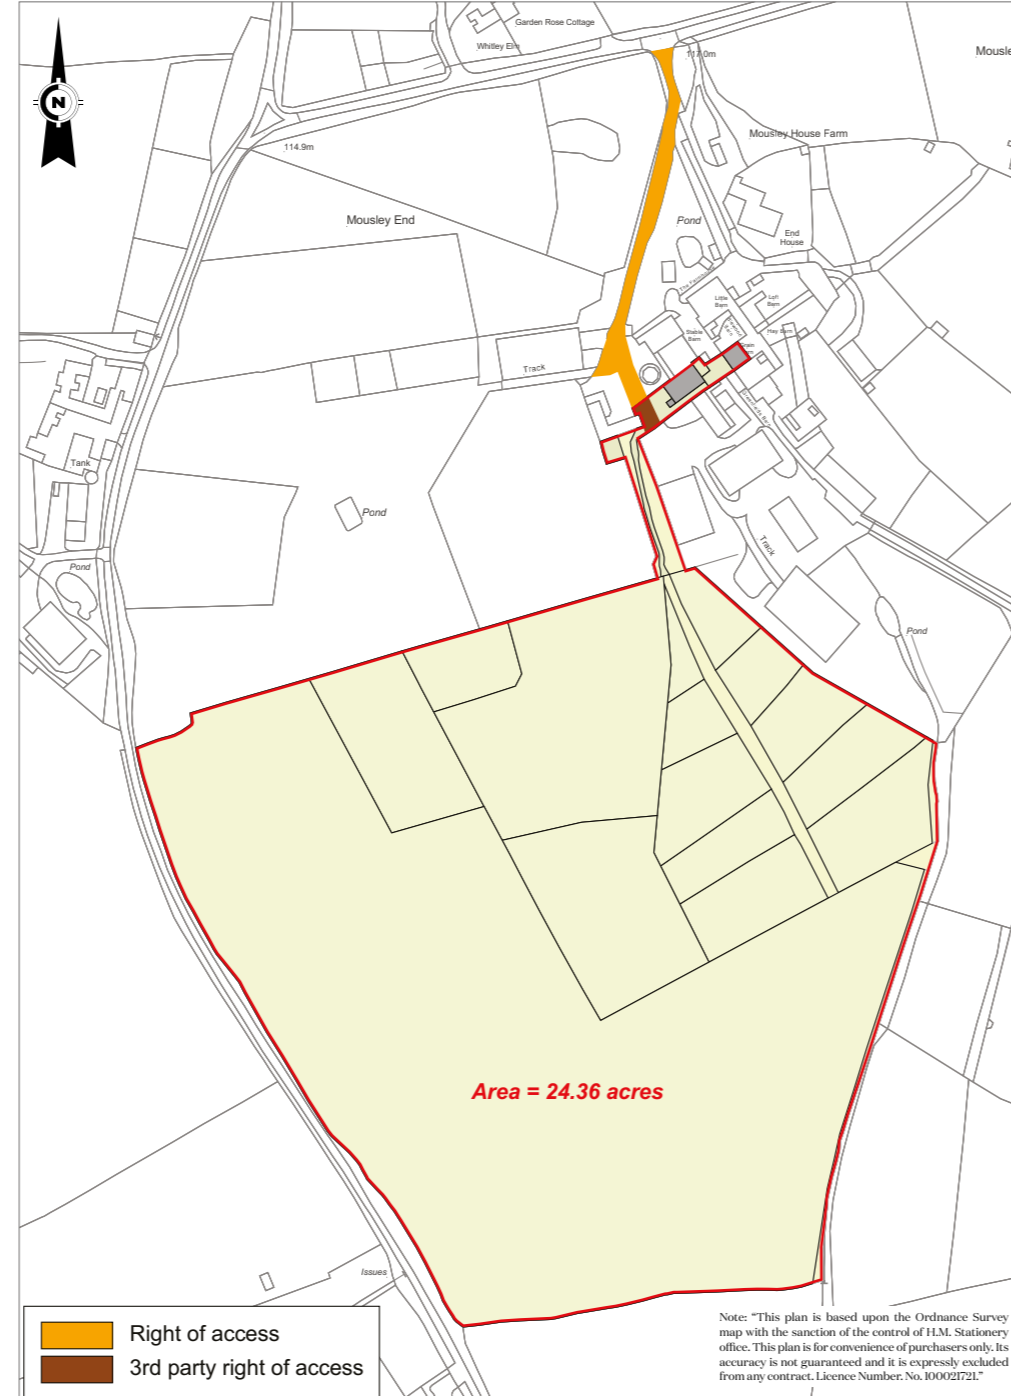 Garden Rose Cottage
Whitley Elm
117.0m
Mousle
N
114.9m
Mousley House Farm
Mousley End
Pond
End
House
Little
Barn
Loft
Barn
Stable
Barn
Hay Barn
Track
Tank
Pond
Pond
Track
Pond
Area = 24.36 acres
Issues
Right of access
3rd party right of access
Note: “This plan is based upon the Ordnance Survey
map with the sanction of the control of H.M. Stationery
office. This plan is for convenience of purchasers only. Its
accuracy is not guaranteed and it is expressly excluded
from any contract. Licence Number. No. 100021721.”